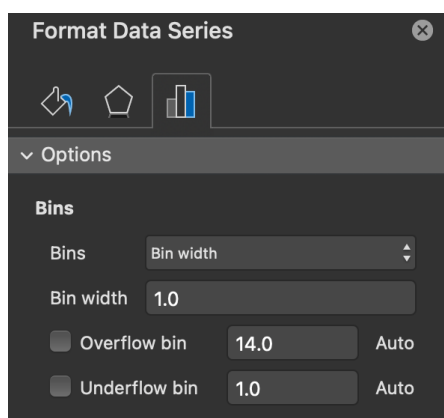 Format Data Series
Options
Bins
Bins Bin width
Bin width 1.0
Overflow bin 14.0 Auto
Underflow bin 1.0 Auto